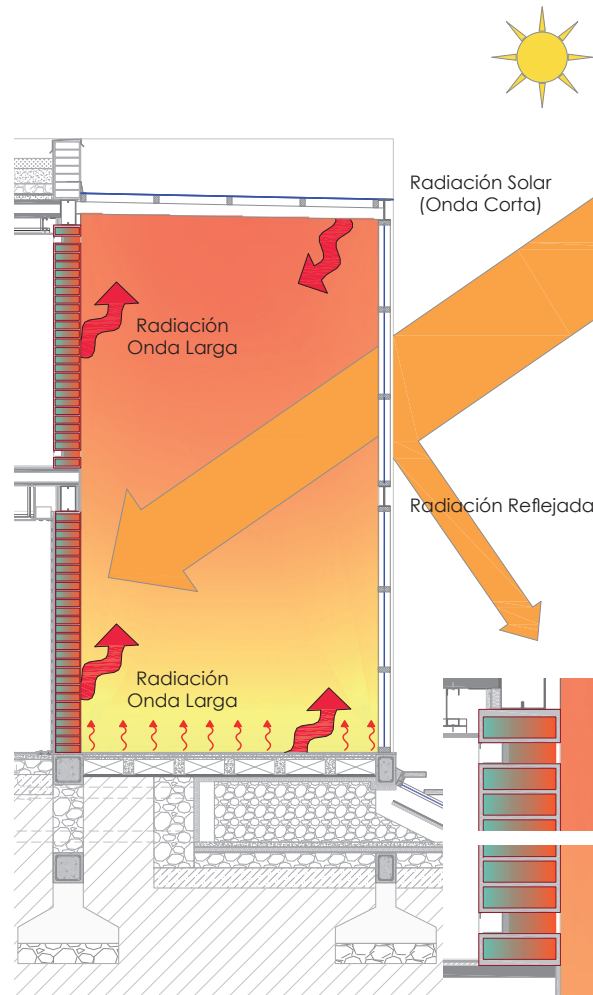 Radiación Solar
(Onda Corta)
Radiación
Onda Larga
Radiación Reflejada
Radiación
Onda Larga